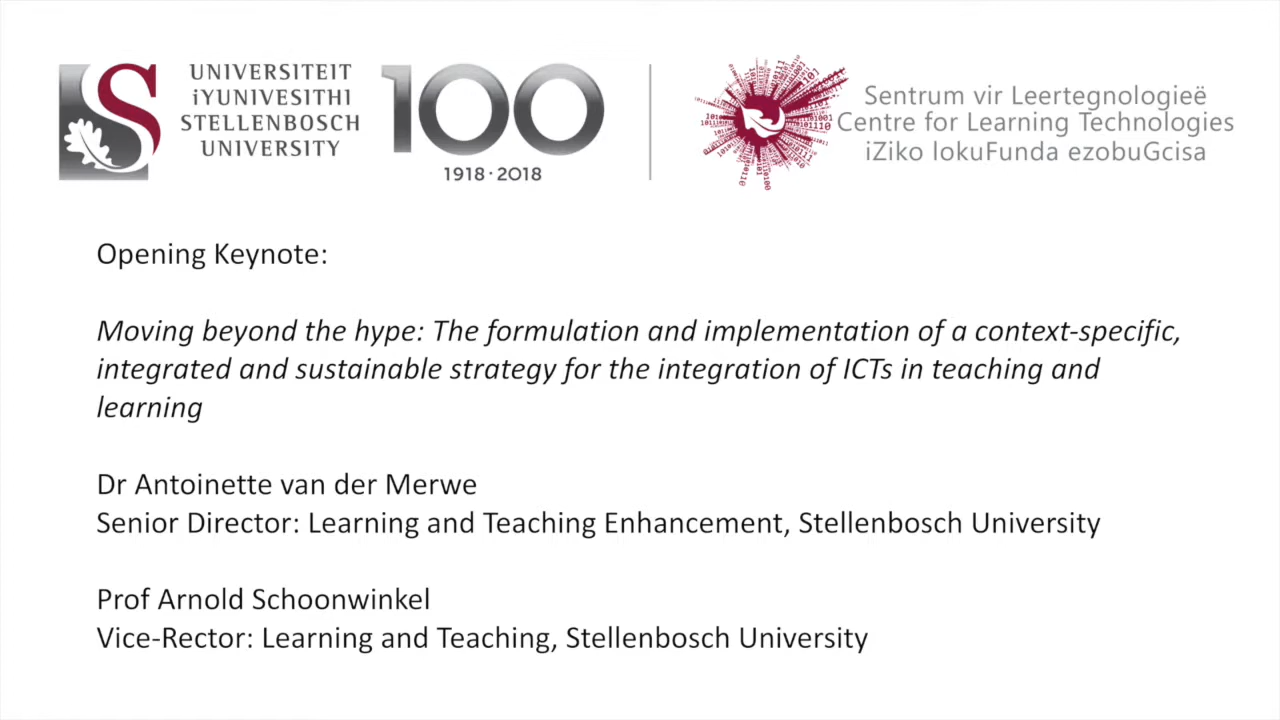 UNIVERSITEIT
iYUNIVESITHI
STELLENBOSCH
UNIVERSITY
100
1918·2018
Sentrum vir Leertegnologieë
Centre for Learning Technologies
iZiko lokuFunda ezobuGcisa
Opening Keynote:
Moving beyond the hype: The formulation and implementation of a context-specific,
integrated and sustainable strategy for the integration of ICTs in teaching and
learning
Dr Antoinette van der Merwe
Senior Director: Learning and Teaching Enhancement, Stellenbosch University
Prof Arnold Schoonwinkel
Vice-Rector: Learning and Teaching, Stellenbosch University